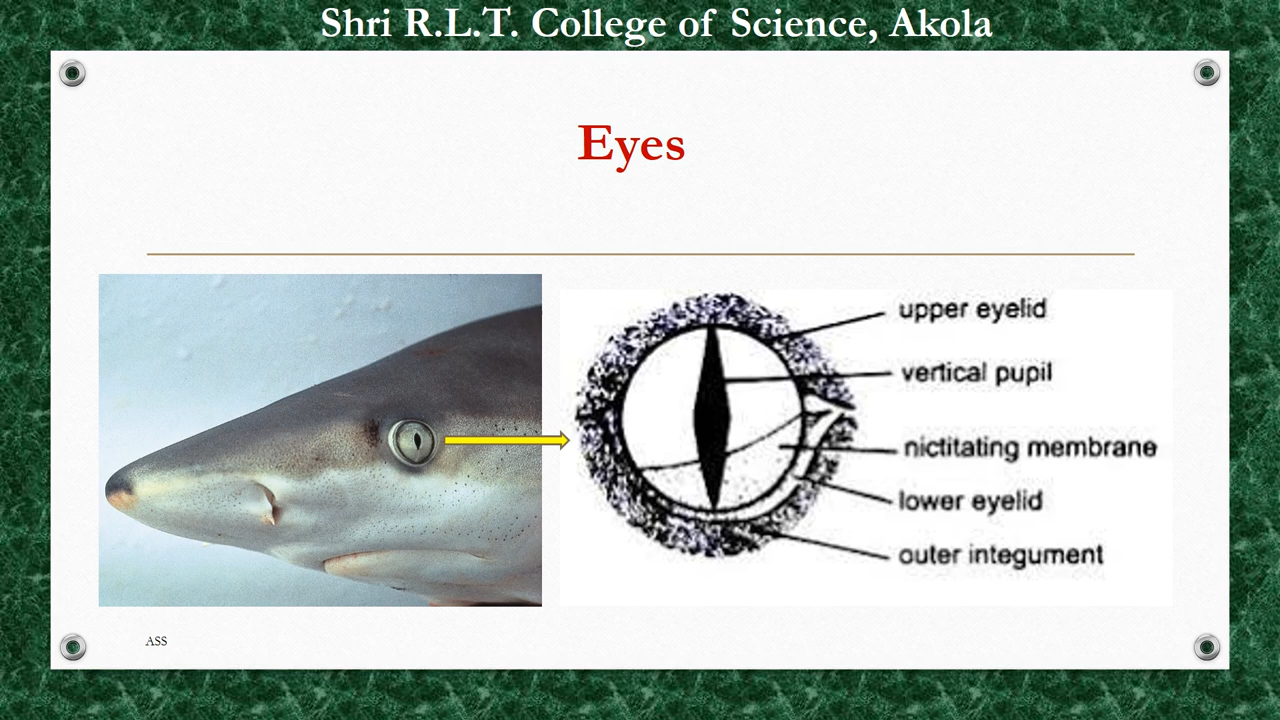 Shri R.L.T. College of Science, Akola
Eyes
upper eyelid
vertical pupil
nictitating membrane
lower eyelid
outer integument
ASS